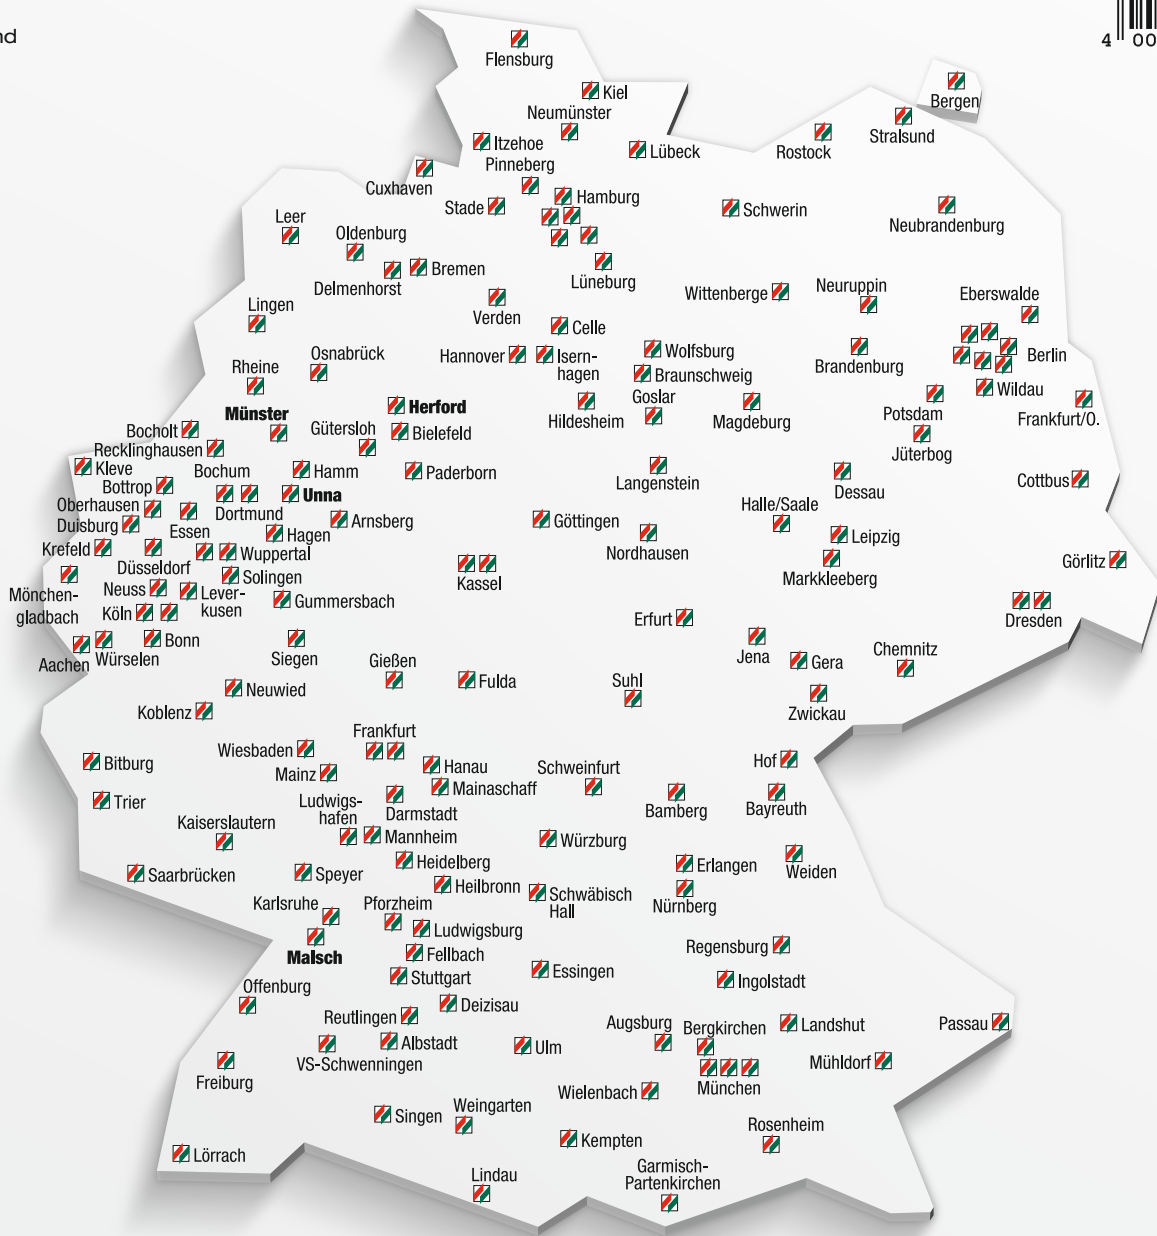 nd
4 00
Flensburg
Kiel
Bergen
Neumünster
Stralsund
Itzehoe
Rostock
Lübeck
Pinneberg
Cuxhaven
Hamburg
Stade
Schwerin
Leer
Neubrandenburg
Oldenburg
Bremen
Lüneburg
Delmenhorst
Wittenberge
Neuruppin
Eberswalde
Lingen
Verden
Celle
Osnabrück
Hannover
Isern-
hagen
Wolfsburg
Brandenburg
Berlin
Rheine
Braunschweig
Wildau
Münster
Herford
Hildesheim
Goslar
Magdeburg
Potsdam
Frankfurt/O.
Bocholt
Gütersloh
Bielefeld
Jüterbog
Recklinghausen
Kleve
Bochum
Hamm
Paderborn
Langenstein
Dessau
Cottbus
Bottrop
Unna
Oberhausen
Dortmund
Halle/Saale
Duisburg
Essen
Arnsberg
Göttingen
Hagen
Leipzig
Krefeld
Wuppertal
Nordhausen
Düsseldorf
Markkleeberg
Görlitz
Solingen
Kassel
Mönchen-
gladbach
Neuss
Lever-
kusen
Gummersbach
Köln
Erfurt
Dresden
Bonn
Aachen
Würselen
Siegen
Jena
Gera
Chemnitz
Gießen
Fulda
Suhl
Neuwied
Koblenz
Zwickau
Frankfurt
Wiesbaden
Hof
Bitburg
Hanau
Schweinfurt
Mainz
Mainaschaff
Trier
Ludwigs-
hafen
Darmstadt
Bamberg
Bayreuth
Kaiserslautern
Mannheim
Würzburg
Heidelberg
Erlangen
Weiden
Saarbrücken
Speyer
Heilbronn
Schwäbisch
Hall
Nürnberg
Karlsruhe
Pforzheim
Ludwigsburg
Malsch
Fellbach
Regensburg
Stuttgart
Essingen
Ingolstadt
Offenburg
Deizisau
Reutlingen
Augsburg
Bergkirchen
Landshut
Passau
Albstadt
Ulm
VS-Schwenningen
Mühldorf
Freiburg
München
Wielenbach
Singen
Weingarten
Rosenheim
Kempten
Lörrach
Lindau
Garmisch-
Partenkirchen